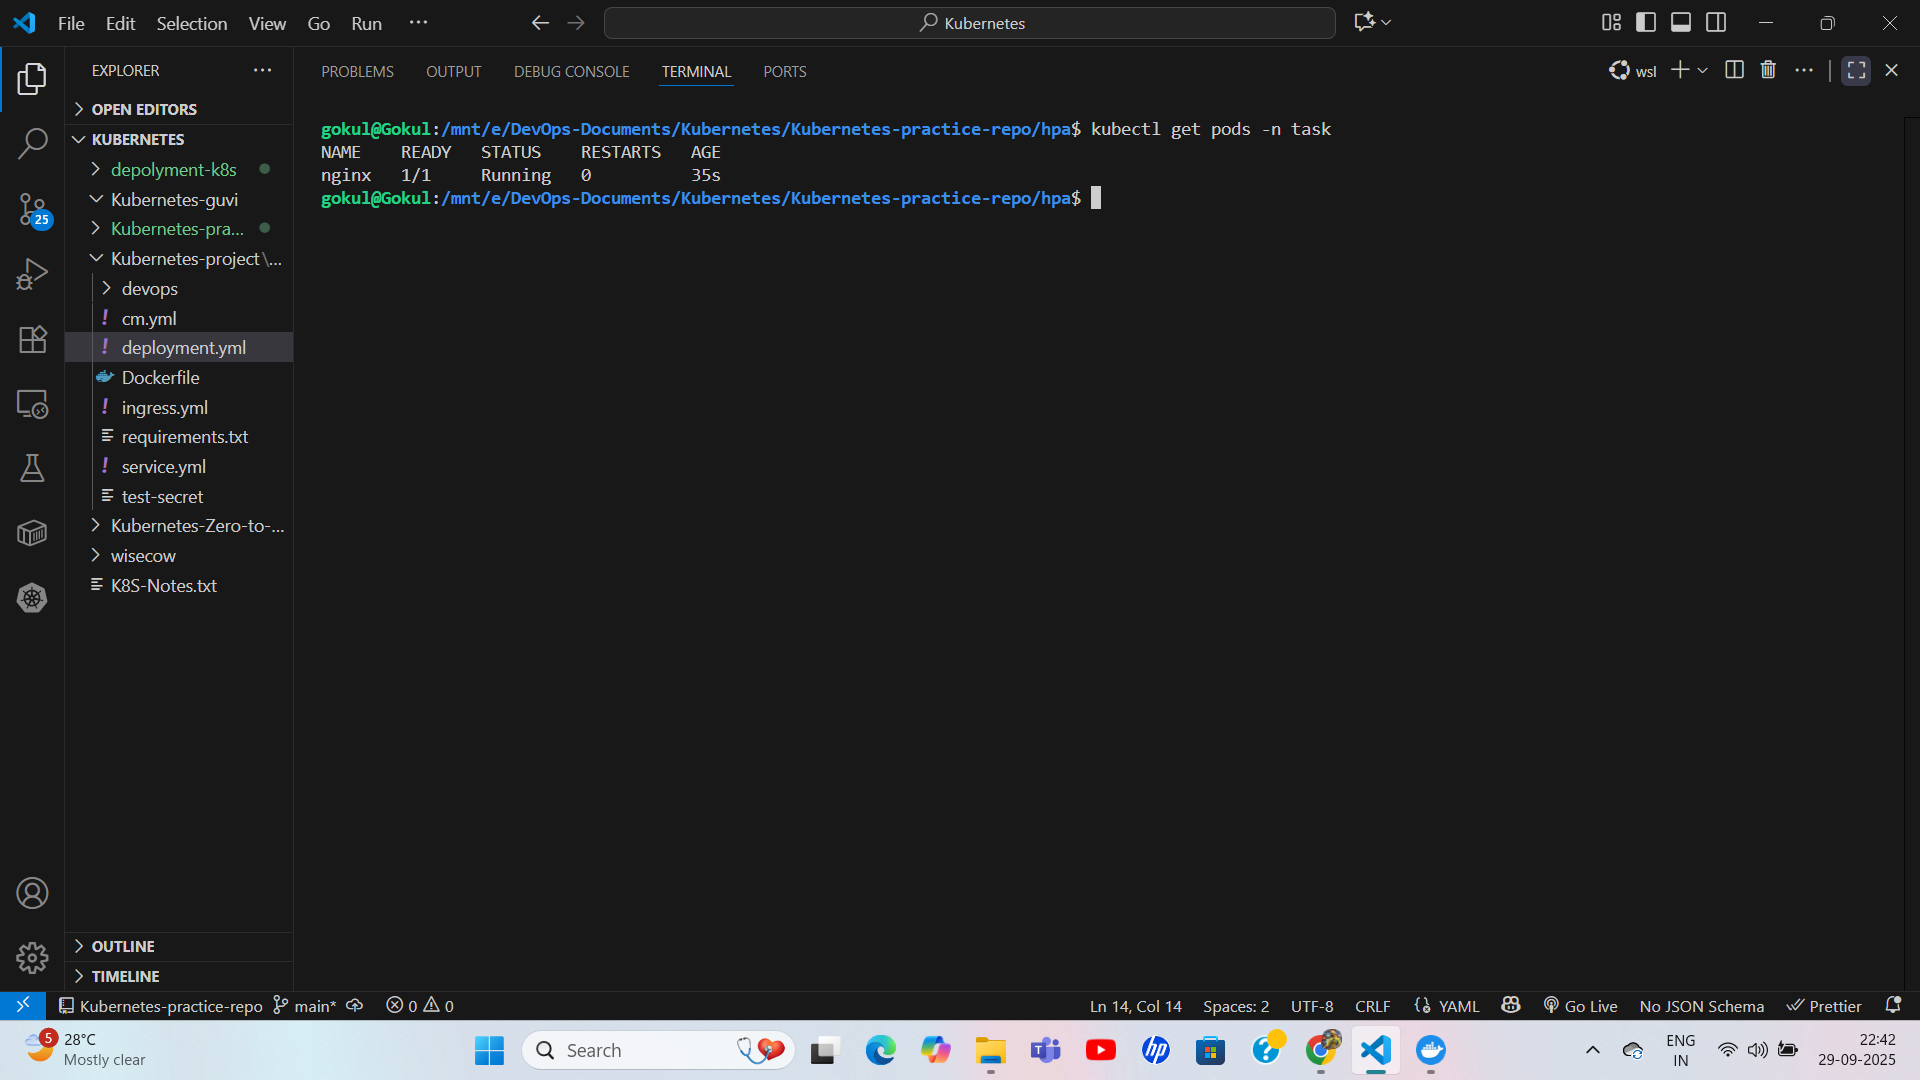 File Edit Selection View Go Run ···
Kubernetes
EXPLORER
OPEN EDITORS
KUBERNETES
depolyment-k8s
Kubernetes-guvi
Kubernetes-pra...
Kubernetes-project\...
devops
cm.yml
deployment.yml
Dockerfile
ingress.yml
requirements.txt
service.yml
test-secret
Kubernetes-Zero-to-...
wisecow
K8S-Notes.txt
OUTLINE
TIMELINE
25
PROBLEMS OUTPUT DEBUG CONSOLE TERMINAL PORTS
wsl
gokul@Gokul:/mnt/e/DevOps-Documents/Kubernetes/Kubernetes-practice-repo/hpa$ kubectl get pods -n task
NAME READY STATUS RESTARTS AGE
nginx 1/1 Running 0 35s
gokul@Gokul:/mnt/e/DevOps-Documents/Kubernetes/Kubernetes-practice-repo/hpa$
Kubernetes-practice-repo main* 0 0
Ln 14, Col 14 Spaces: 2 UTF-8 CRLF YAML Go Live No JSON Schema Prettier
5
28°C
Mostly clear
Search
hp
ENG
IN
22:42
29-09-2025